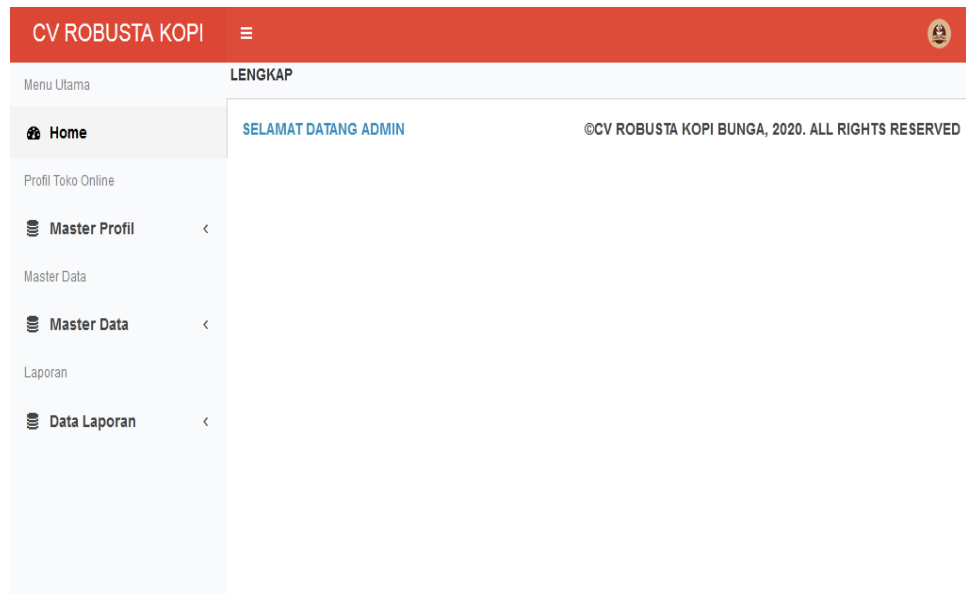 CV ROBUSTA KOPI
Menu Utama
LENGKAP
Home
SELAMAT DATANG ADMIN
©CV ROBUSTA KOPI BUNGA, 2020. ALL RIGHTS RESERVED
Profil Toko Online
Master Profil
Master Data
Master Data
Laporan
Data Laporan